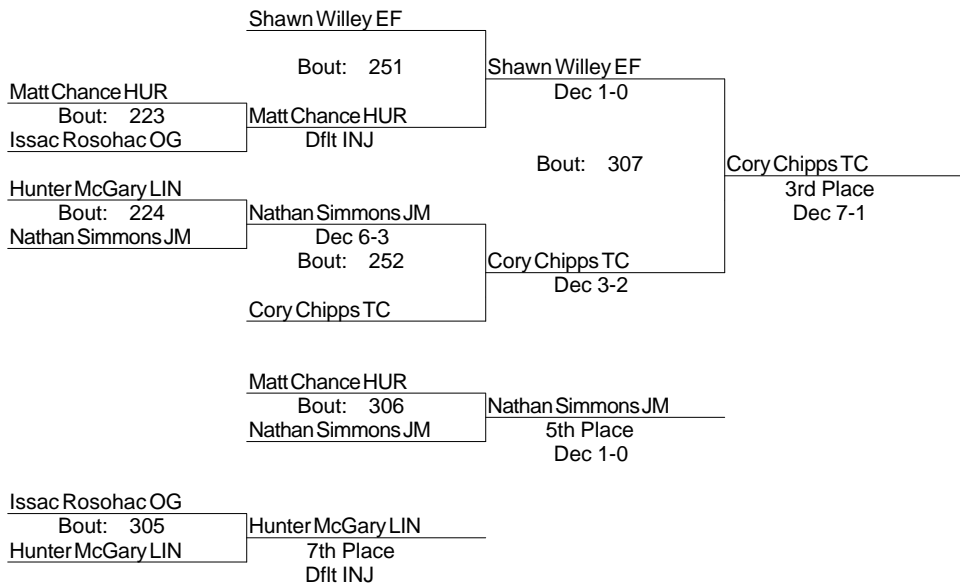 Shawn Willey EF
Bout: 251
Shawn Willey EF
Dec 1-0
Matt Chance HUR
Bout: 223
Issac Rosohac OG
Matt Chance HUR
Dflt INJ
Bout: 307
Cory Chipps TC
3rd Place
Dec 7-1
Hunter McGary LIN
Bout: 224
Nathan Simmons JM
Nathan Simmons JM
Dec 6-3
Bout: 252
Cory Chipps TC
Dec 3-2
Cory Chipps TC
Matt Chance HUR
Bout: 306
Nathan Simmons JM
Nathan Simmons JM
5th Place
Dec 1-0
Issac Rosohac OG
Bout: 305
Hunter McGary LIN
Hunter McGary LIN
7th Place
Dflt INJ